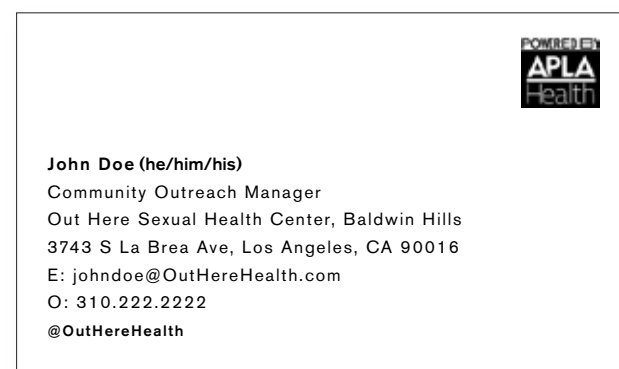 POWERED BY
APLA
Health
John Doe (he/him/his)
Community Outreach Manager
Out Here Sexual Health Center, Baldwin Hills
3743 S La Brea Ave, Los Angeles, CA 90016
E: johndoe@OutHereHealth.com
O: 310.222.2222
@OutHereHealth